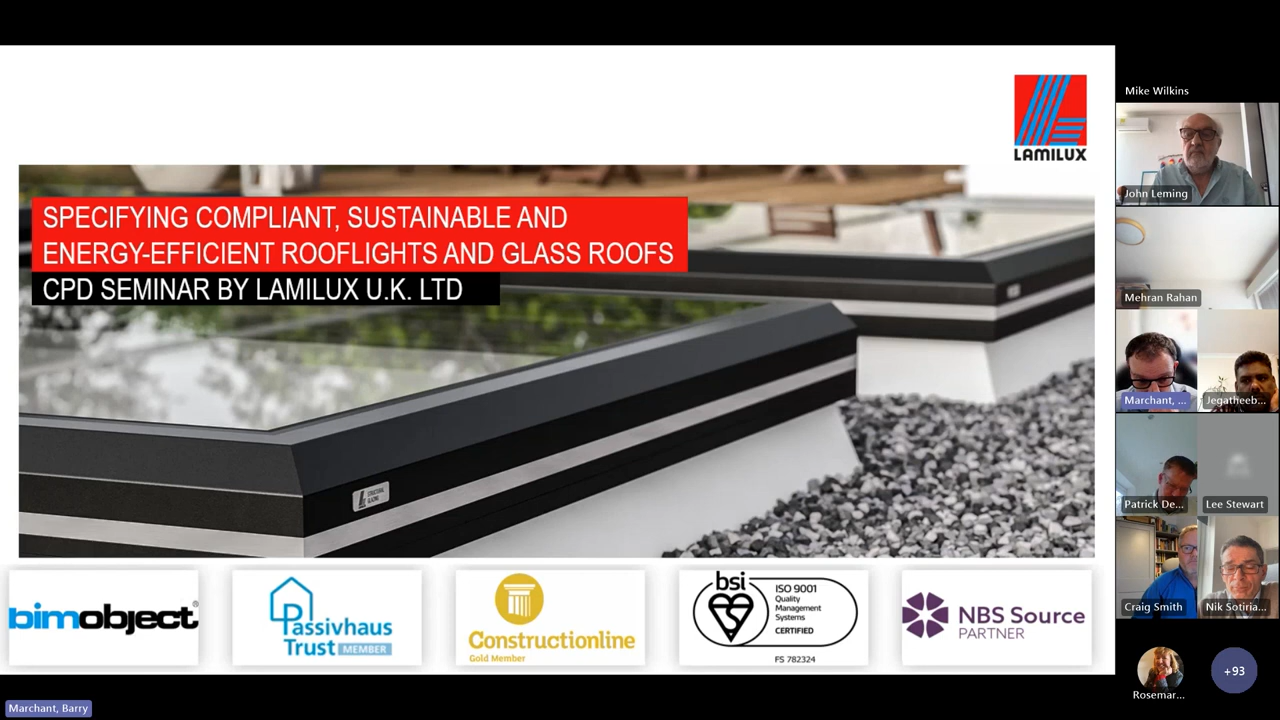 LAMILUX
SPECIFYING COMPLIANT, SUSTAINABLE AND
ENERGY-EFFICIENT ROOFLIGHTS AND GLASS ROOFS
CPD SEMINAR BY LAMILUX U.K. LTD
bimobject®
Passivhaus
Trust MEMBER
Constructionline
Gold Member
bsi
ISO 9001
Quality
Management
Systems
CERTIFIED
FS 782324
NBS Source
PARTNER
Mike Wilkins
John Leming
Mehran Rahan
Marchant, ...
Jegatheeb...
Patrick De...
Lee Stewart
Craig Smith
Nik Sotiria...
Rosemar...
+93
Marchant, Barry